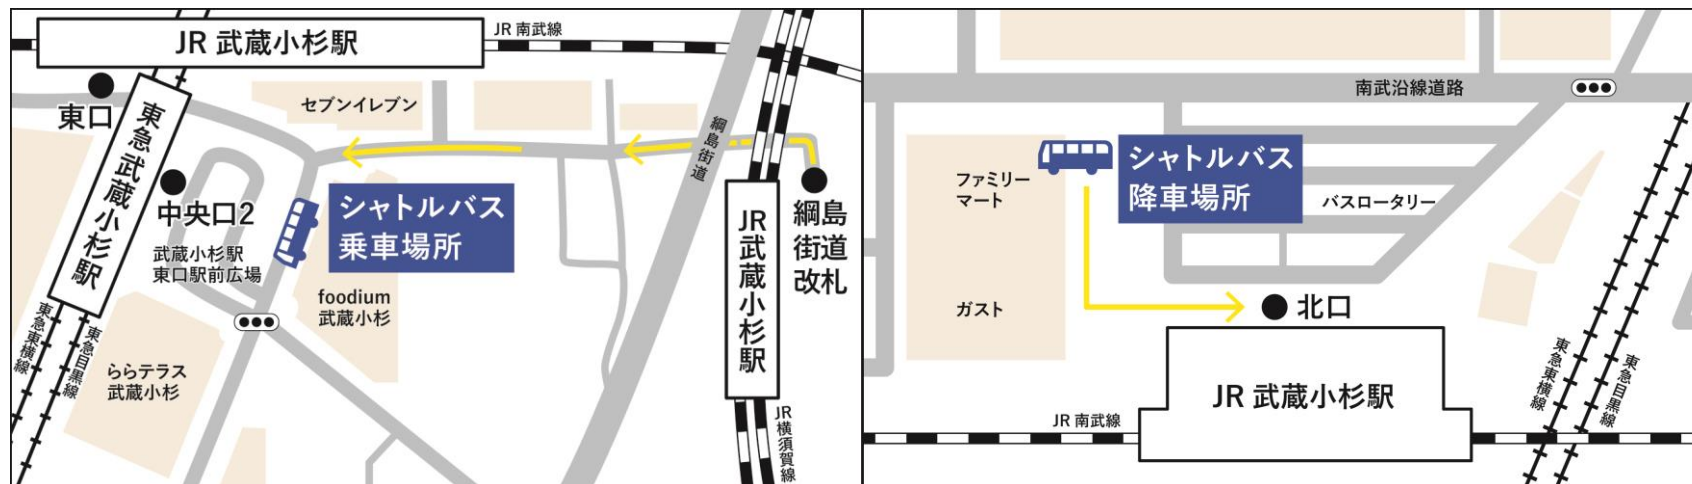 JR 武蔵小杉駅
JR 南武線
東口
東急武蔵小杉駅
セブンイレブン
綱島街道
中央口2
武蔵小杉駅
東口駅前広場
シャトルバス
乗車場所
foodium
武蔵小杉
JR武蔵小杉駅
綱島
街道
改札
ららテラス
武蔵小杉
東急東横線
東急目黒線
JR横須賀線
南武沿線道路
ファミリー
マート
シャトルバス
降車場所
バスロータリー
ガスト
北口
JR 武蔵小杉駅
JR 南武線
東急東横線
東急目黒線